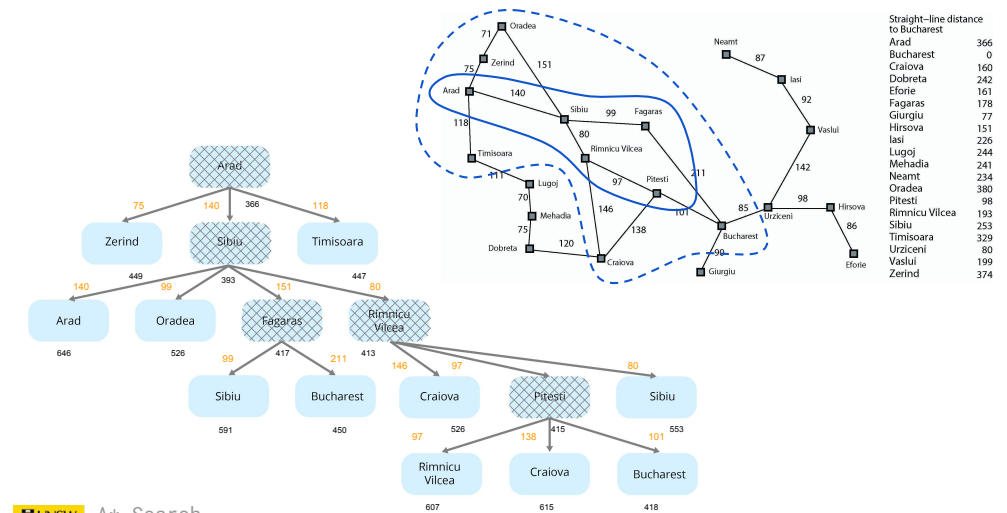 Oradea
71
Zerind
75
151
Arad
140
Sibiu
99
Fagaras
118
80
Rimnicu Vilcea
Timisoara
111
Lugoj
97
Pitesti
211
70
Mehadia
146
101
75
138
Dobreta
120
Craiova
Bucharest
90
Giurgiu
85
Urziceni
Neamt
87
Iasi
92
Vaslui
142
98
Hirsova
86
Eforie
Straight–line distance
to Bucharest
Arad 366
Bucharest 0
Craiova 160
Dobreta 242
Eforie 161
Fagaras 178
Giurgiu 77
Hirsova 151
Iasi 226
Lugoj 244
Mehadia 241
Neamt 234
Oradea 380
Pitesti 98
Rimnicu Vilcea 193
Sibiu 253
Timisoara 329
Urziceni 80
Vaslui 199
Zerind 374
Arad
75 140 366 118
Zerind Sibiu Timisoara
449 393 447
140 99 151 80
Arad Oradea Fagaras Rimnicu
Vilcea
646 526 417 413
99 211 146 97 80
Sibiu Bucharest Craiova Pitesti Sibiu
591 450 526 415 553
97 138 101
Rimnicu
Vilcea
Craiova Bucharest
607 615 418
UNSW A* Search